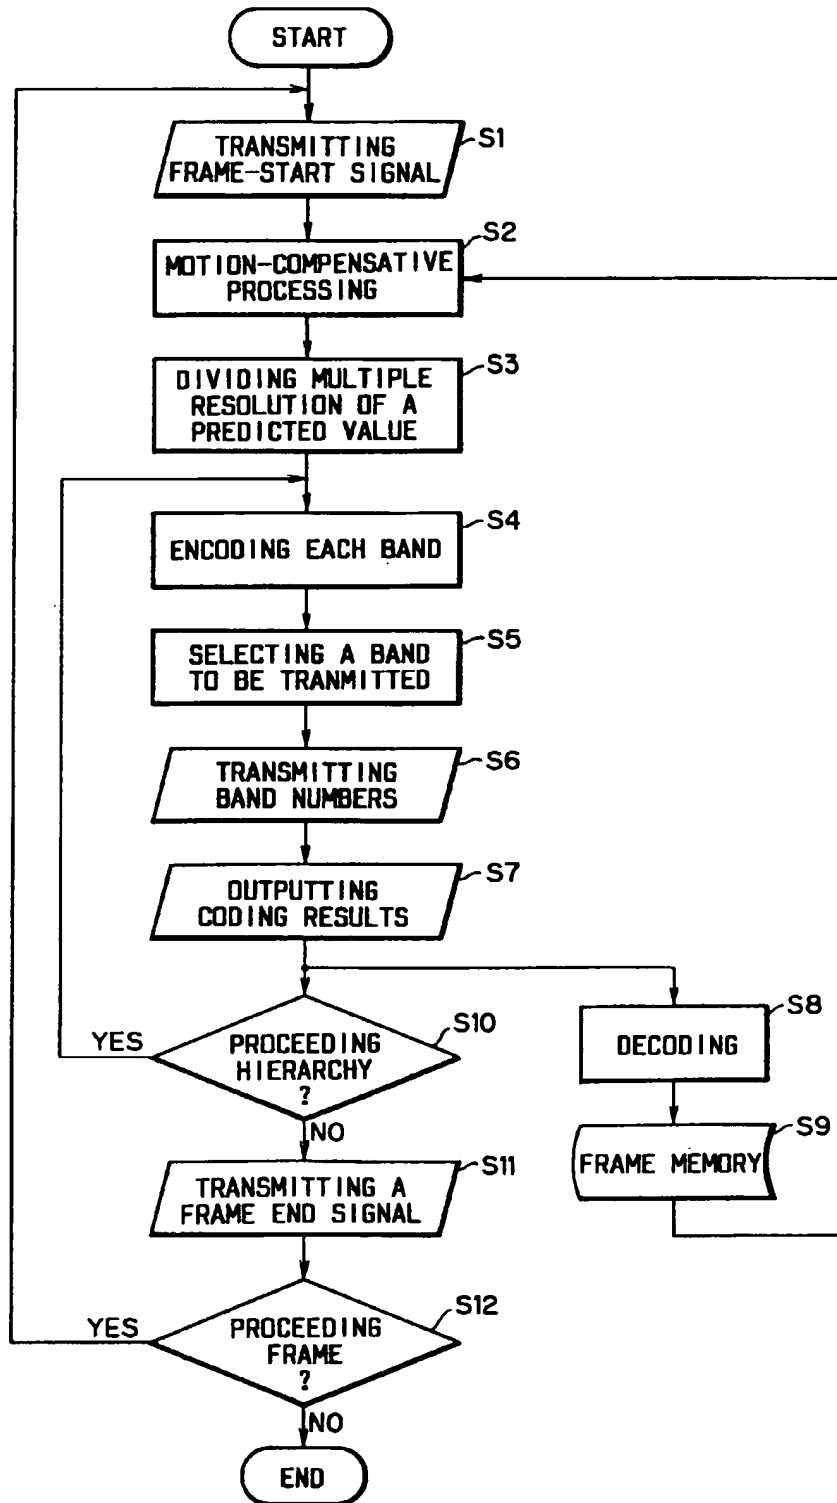 START
TRANSMITTING
FRAME-START SIGNAL
S1
MOTION-COMPENSATIVE
PROCESSING
S2
DIVIDING MULTIPLE
RESOLUTION OF A
PREDICTED VALUE
S3
ENCODING EACH BAND
S4
SELECTING A BAND
TO BE TRANMITTED
S5
TRANSMITTING
BAND NUMBERS
S6
OUTPUTTING
CODING RESULTS
S7
YES
PROCEEDING
HIERARCHY
?
S10
NO
DECODING
S8
FRAME MEMORY
S9
TRANSMITTING A
FRAME END SIGNAL
S11
YES
PROCEEDING
FRAME
?
S12
NO
END